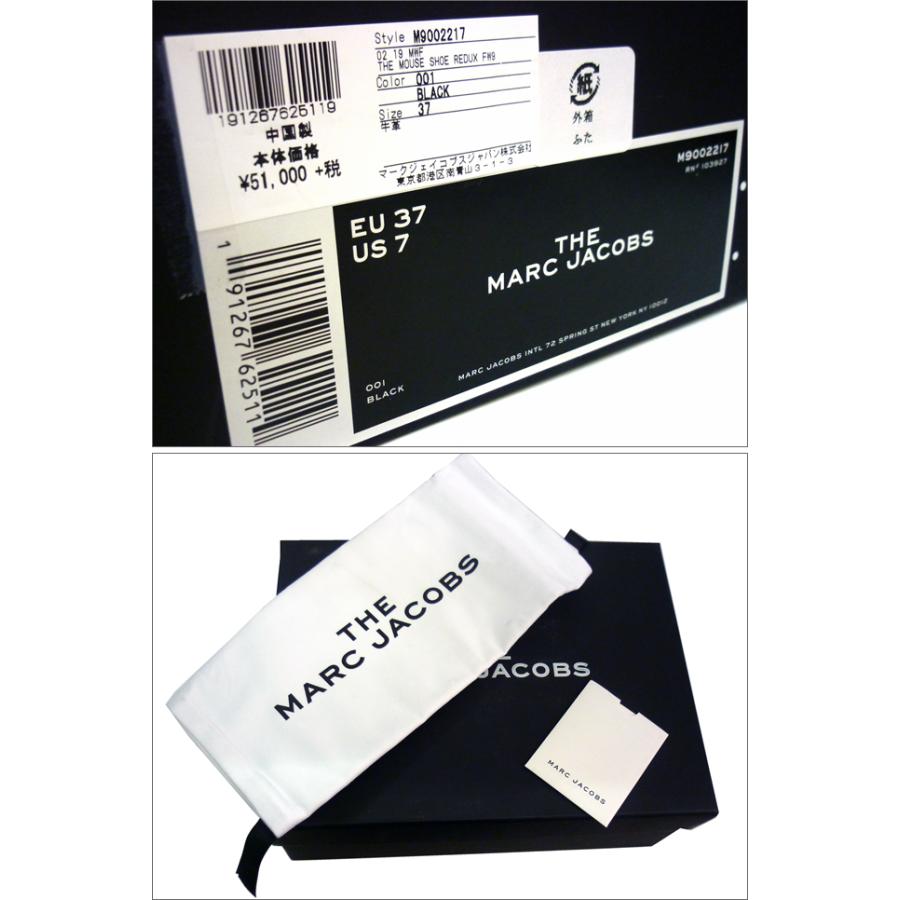 191267625119
中国製
本体価格
¥51,000 +税
Style M9002217
02 19 MWF
THE MOUSE SHOE REDUX FW9
Color 001
BLACK
Size 37
牛革
マークジェイコブスジャパン株式会社
東京都港区南青山3-1-3
紙
外箱
ふた
M9002217
RN# 103927
EU 37
US 7
THE
MARC JACOBS
MARC JACOBS INTL 72 SPRING ST NEW YORK NY 10012
001
BLACK
1 91267 62511
THE
MARC JACOBS
JACOBS
MARC JACOBS